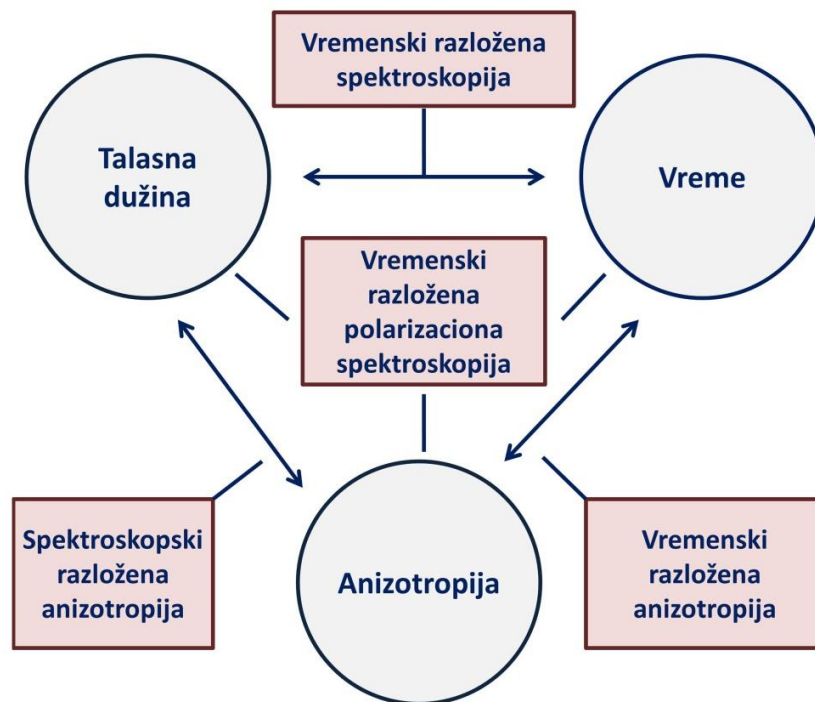 Vremenski razložena
spektroskopija
Talasna
dužina
Vreme
Vremenski
razložena
polarizaciona
spektroskopija
Spektroskopski
razložena
anizotropija
Anizotropija
Vremenski
razložena
anizotropija